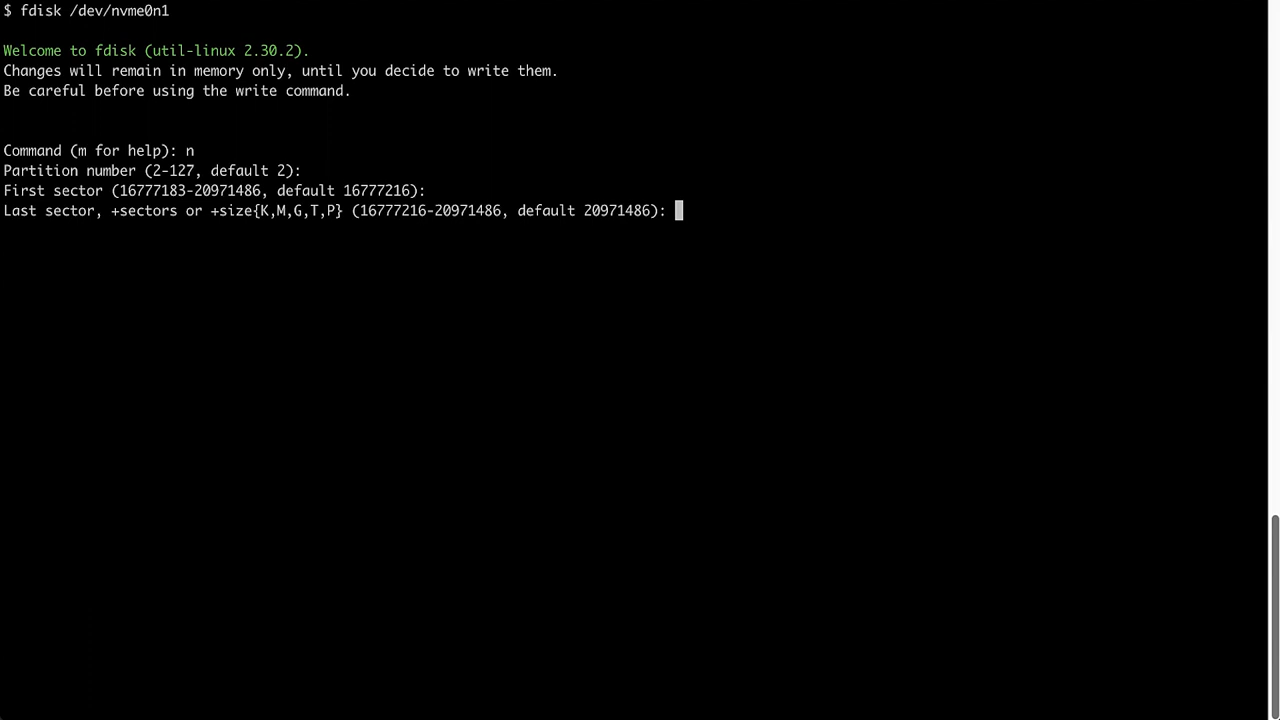 $ fdisk /dev/nvme0n1
Welcome to fdisk (util-linux 2.30.2).
Changes will remain in memory only, until you decide to write them.
Be careful before using the write command.
Command (m for help): n
Partition number (2-127, default 2):
First sector (16777183-20971486, default 16777216):
Last sector, +sectors or +size{K,M,G,T,P} (16777216-20971486, default 20971486):